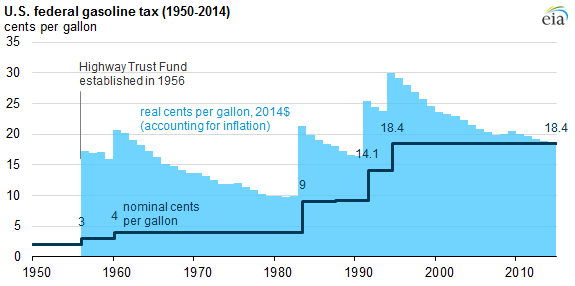 U.S. federal gasoline tax (1950-2014)
cents per gallon
eia
35
30
25
20
15
10
5
0
Highway Trust Fund
established in 1956
real cents per gallon, 2014$
(accounting for inflation)
3
4
nominal cents
per gallon
9
14.1
18.4
18.4
1950 1960 1970 1980 1990 2000 2010